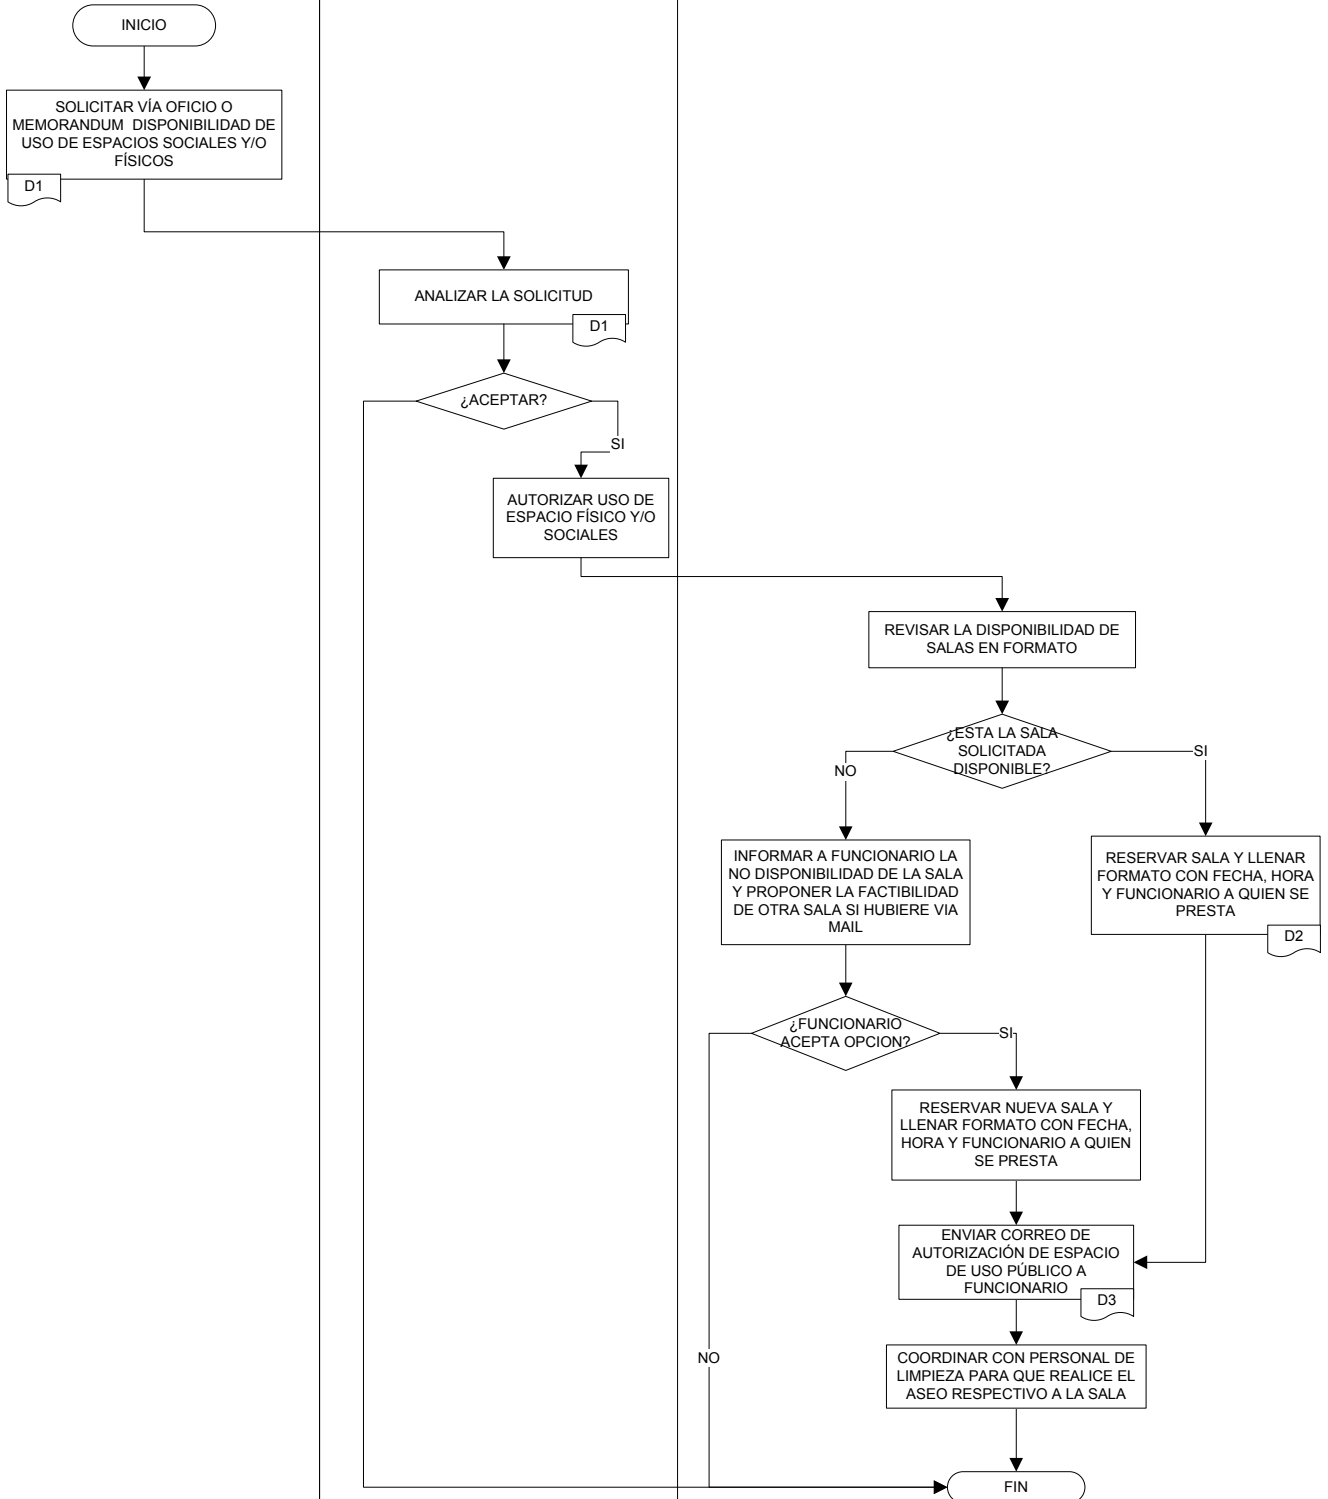 INICIO
SOLICITAR VÍA OFICIO O
MEMORANDUM DISPONIBILIDAD DE
USO DE ESPACIOS SOCIALES Y/O
FÍSICOS
D1
ANALIZAR LA SOLICITUD
D1
¿ACEPTAR?
SI
AUTORIZAR USO DE
ESPACIO FÍSICO Y/O
SOCIALES
REVISAR LA DISPONIBILIDAD DE
SALAS EN FORMATO
¿ESTA LA SALA
SOLICITADA
DISPONIBLE?
NO
SI
INFORMAR A FUNCIONARIO LA
NO DISPONIBILIDAD DE LA SALA
Y PROPONER LA FACTIBILIDAD
DE OTRA SALA SI HUBIERE VIA
MAIL
RESERVAR SALA Y LLENAR
FORMATO CON FECHA, HORA
Y FUNCIONARIO A QUIEN SE
PRESTA
D2
¿FUNCIONARIO
ACEPTA OPCION?
SI
RESERVAR NUEVA SALA Y
LLENAR FORMATO CON FECHA,
HORA Y FUNCIONARIO A QUIEN
SE PRESTA
ENVIAR CORREO DE
AUTORIZACIÓN DE ESPACIO
DE USO PÚBLICO A
FUNCIONARIO
D3
NO
COORDINAR CON PERSONAL DE
LIMPIEZA PARA QUE REALICE EL
ASEO RESPECTIVO A LA SALA
FIN